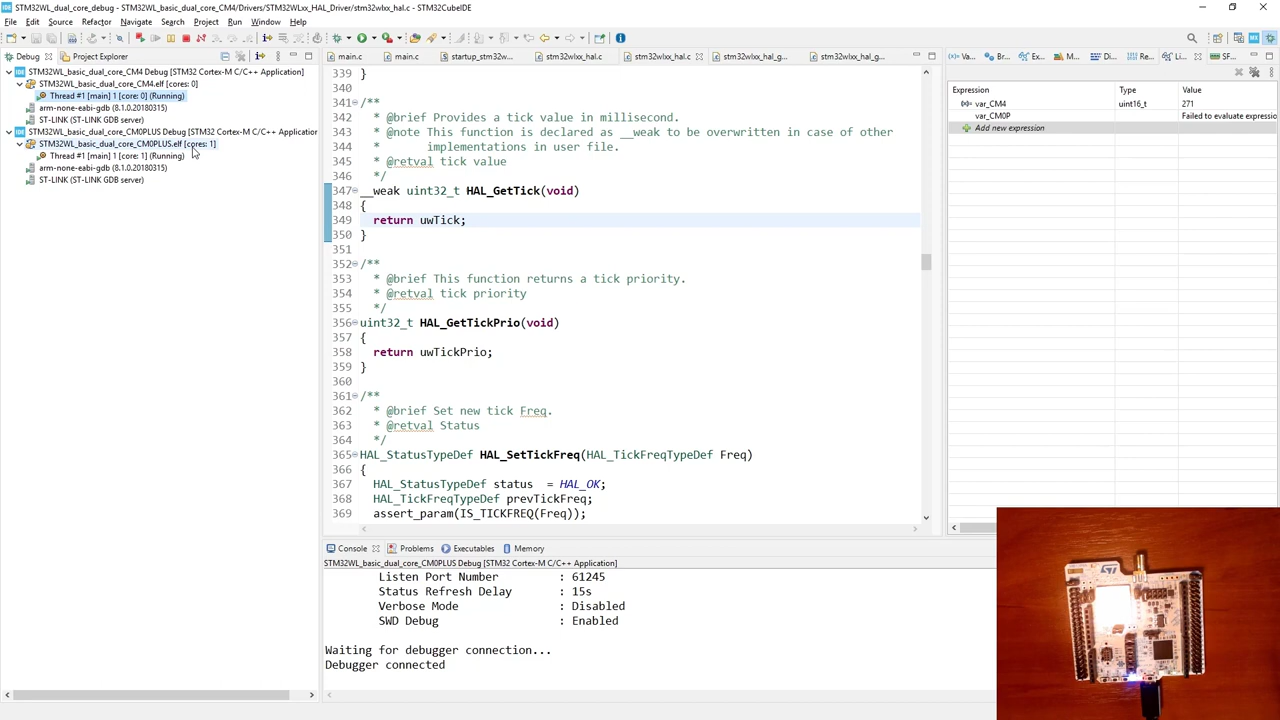 STM32WL_dual_core_debug - STM32WL_basic_dual_core_CM4/Drivers/STM32WLxx_HAL_Driver/stm32wlxx_hal.c - STM32CubeIDE
File Edit Source Refactor Navigate Search Project Run Window Help
Debug Project Explorer
main.c main.c startup_stm32w... stm32wlxx_hal.c stm32wlxx_hal.c stm32wlxx_hal_g... stm32wlxx_hal_g...
(x)= Va... Br... Ex... M... Di... Li... SF...
STM32WL_basic_dual_core_CM4 Debug [STM32 Cortex-M C/C++ Application]
STM32WL_basic_dual_core_CM4.elf [cores: 0]
Thread #1 [main] 1 [core: 0] (Running)
arm-none-eabi-gdb (8.1.0.20180315)
ST-LINK (ST-LINK GDB server)
STM32WL_basic_dual_core_CM0PLUS Debug [STM32 Cortex-M C/C++ Application
STM32WL_basic_dual_core_CM0PLUS.elf [cores: 1]
Thread #1 [main] 1 [core: 1] (Running)
arm-none-eabi-gdb (8.1.0.20180315)
ST-LINK (ST-LINK GDB server)
339 }
340
341 /**
342 * @brief Provides a tick value in millisecond.
343 * @note This function is declared as __weak to be overwritten in case of other
344 * implementations in user file.
345 * @retval tick value
346 */
347 __weak uint32_t HAL_GetTick(void)
348 {
349 return uwTick;
350 }
351
352 /**
353 * @brief This function returns a tick priority.
354 * @retval tick priority
355 */
356 uint32_t HAL_GetTickPrio(void)
357 {
358 return uwTickPrio;
359 }
360
361 /**
362 * @brief Set new tick Freq.
363 * @retval Status
364 */
365 HAL_StatusTypeDef HAL_SetTickFreq(HAL_TickFreqTypeDef Freq)
366 {
367 HAL_StatusTypeDef status = HAL_OK;
368 HAL_TickFreqTypeDef prevTickFreq;
369 assert_param(IS_TICKFREQ(Freq));
Expression Type Value
(x)= var_CM4 uint16_t 271
var_CM0P Failed to evaluate expressio
Add new expression
Console Problems Executables Memory
STM32WL_basic_dual_core_CM0PLUS Debug [STM32 Cortex-M C/C++ Application]
Listen Port Number : 61245
Status Refresh Delay : 15s
Verbose Mode : Disabled
SWD Debug : Enabled
Waiting for debugger connection...
Debugger connected
ST